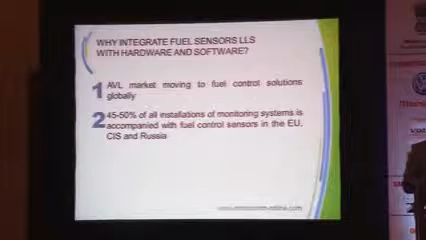 WHY INTEGRATE FUEL SENSORS LLS
WITH HARDWARE AND SOFTWARE?
1 AVL market moving to fuel control solutions
globally
2 45-50% of all installations of monitoring systems is
accompanied with fuel control sensors in the EU,
CIS and Russia